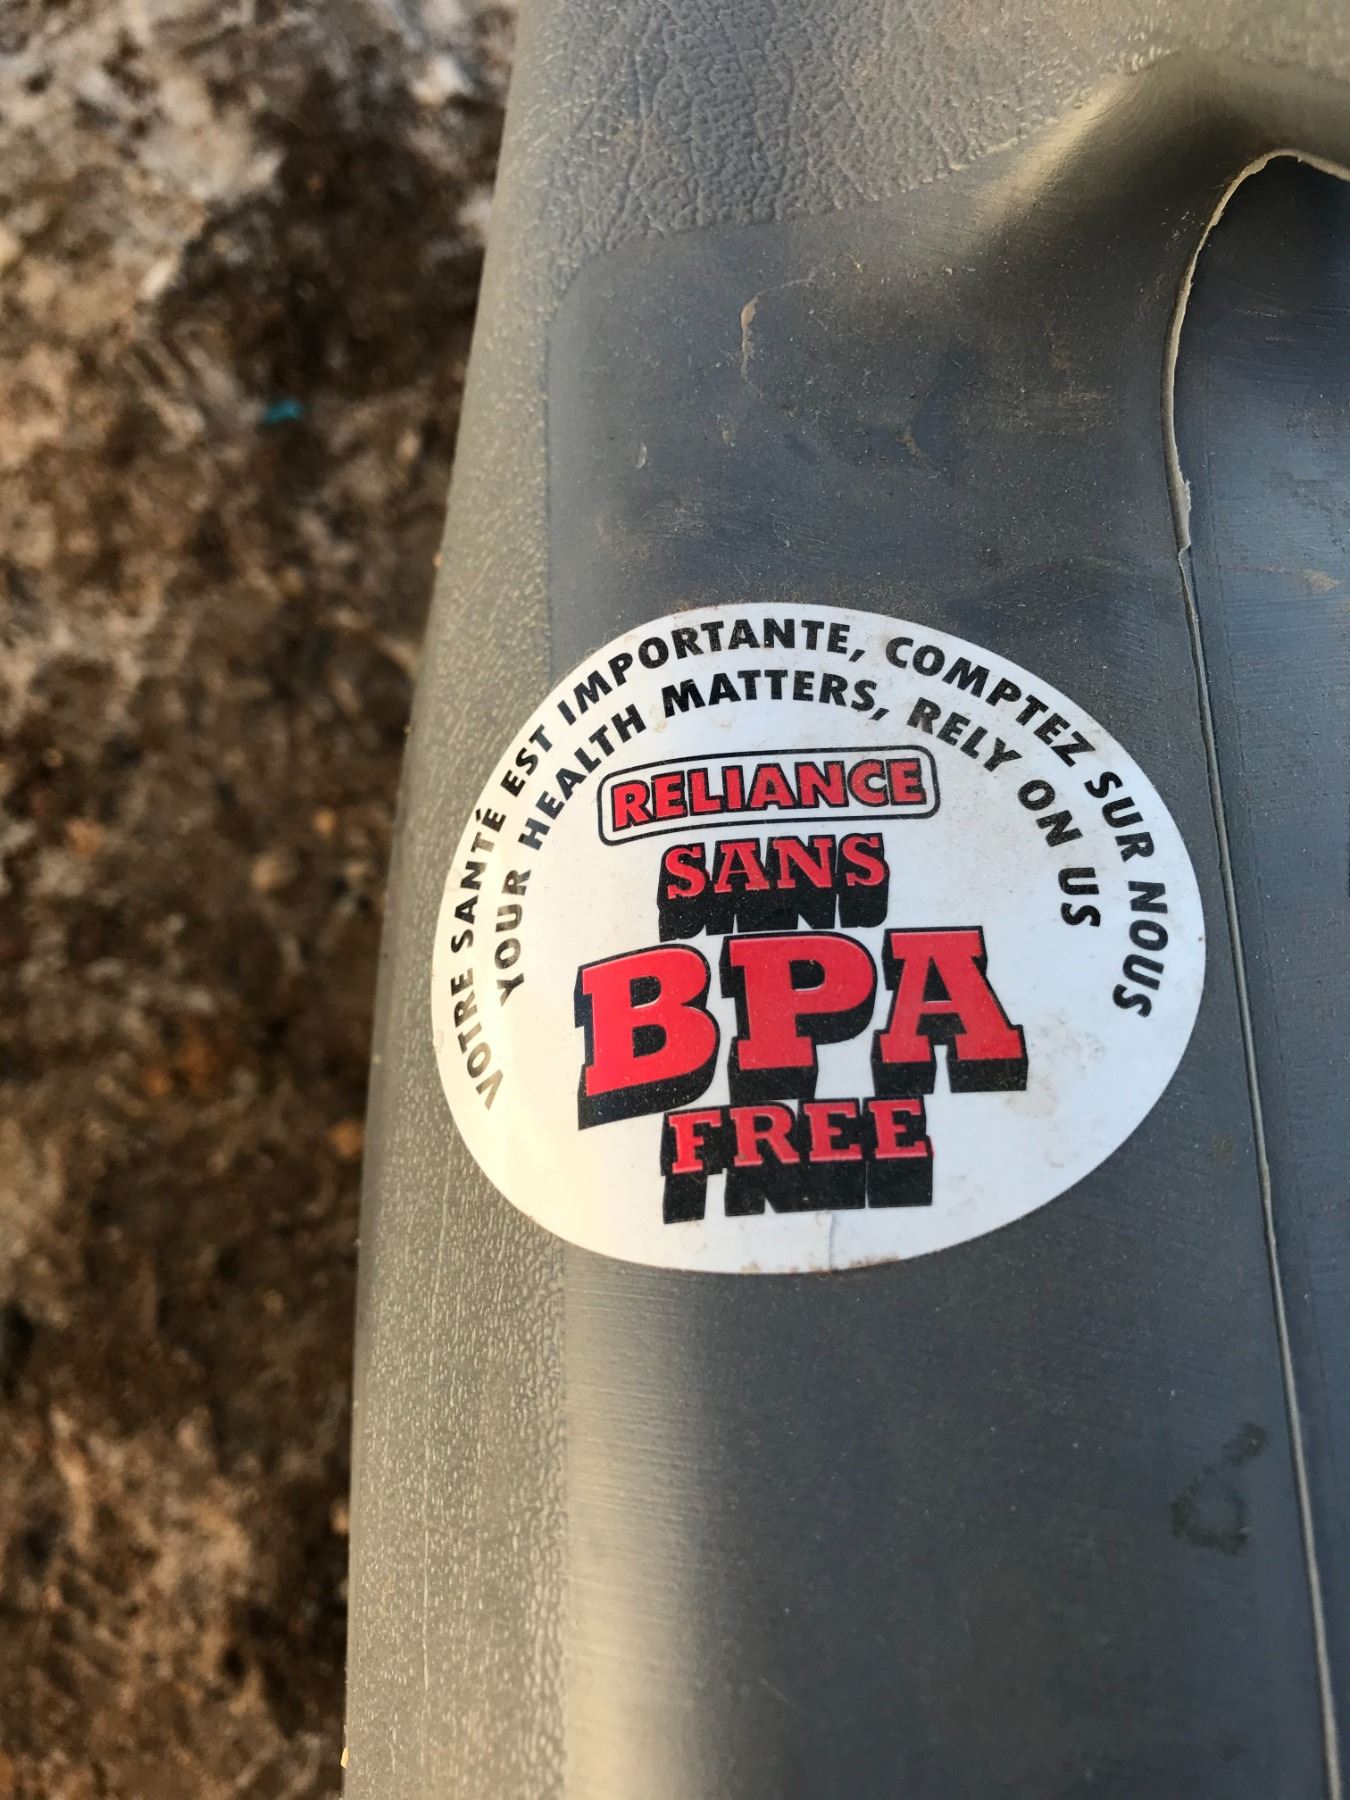 VOTRE SANTÉ EST IMPORTANTE, COMPTEZ SUR NOUS
YOUR HEALTH MATTERS, RELY ON US
RELIANCE
SANS
BPA
FREE